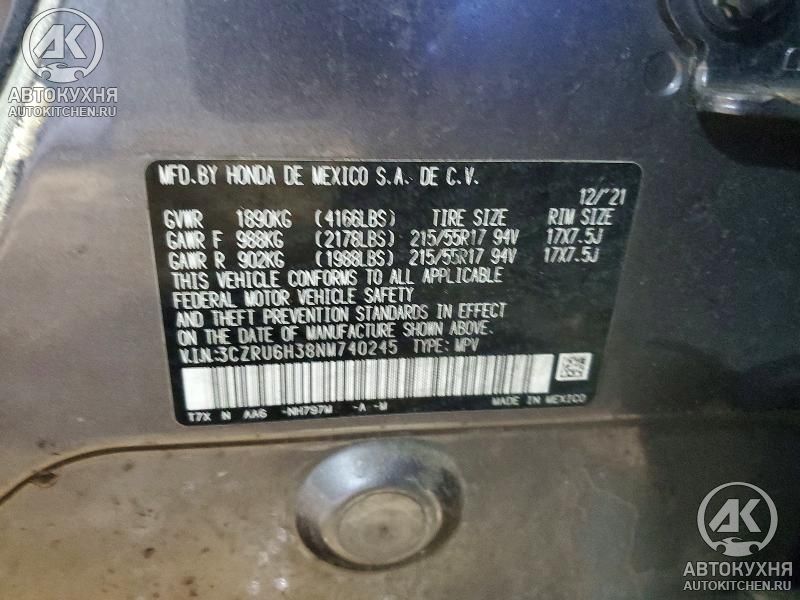 AK
АВТОКУХНЯ
AUTOKITCHEN.RU
MFD. BY HONDA DE MEXICO S.A. DE C.V.
12/'21
GVWR 1890KG (4166LBS) TIRE SIZE RIM SIZE
GAWR F 988KG (2178LBS) 215/55R17 94V 17X7.5J
GAWR R 902KG (1988LBS) 215/55R17 94V 17X7.5J
THIS VEHICLE CONFORMS TO ALL APPLICABLE
FEDERAL MOTOR VEHICLE SAFETY
AND THEFT PREVENTION STANDARDS IN EFFECT
ON THE DATE OF MANUFACTURE SHOWN ABOVE.
V.I.N:3CZRU6H38NM740245 TYPE: MPV
T7X N AAG -NH797M -A -M MADE IN MEXICO
AK
АВТОКУХНЯ
AUTOKITCHEN.RU